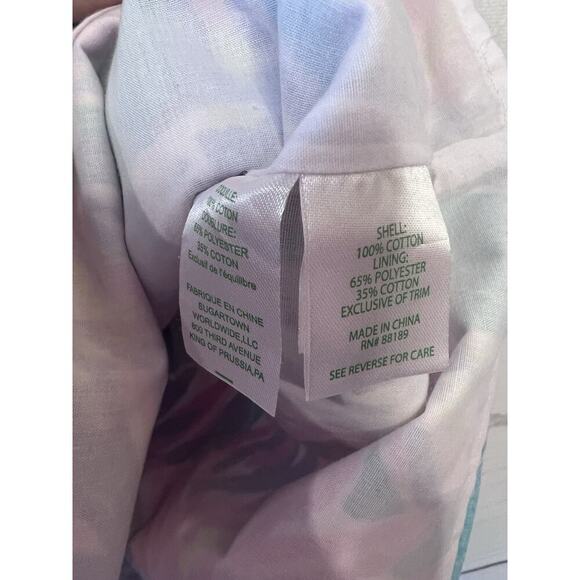 100% COTON
DOUBLURE:
65% POLYESTER
35% COTON
Exclusif de l'équilibre
FABRIQUE EN CHINE
SUGARTOWN
WORLDWIDE,LLC
800 THIRD AVENUE
KING OF PRUSSIA,PA
SHELL:
100% COTTON
LINING:
65% POLYESTER
35% COTTON
EXCLUSIVE OF TRIM
MADE IN CHINA
RN# 88189
SEE REVERSE FOR CARE